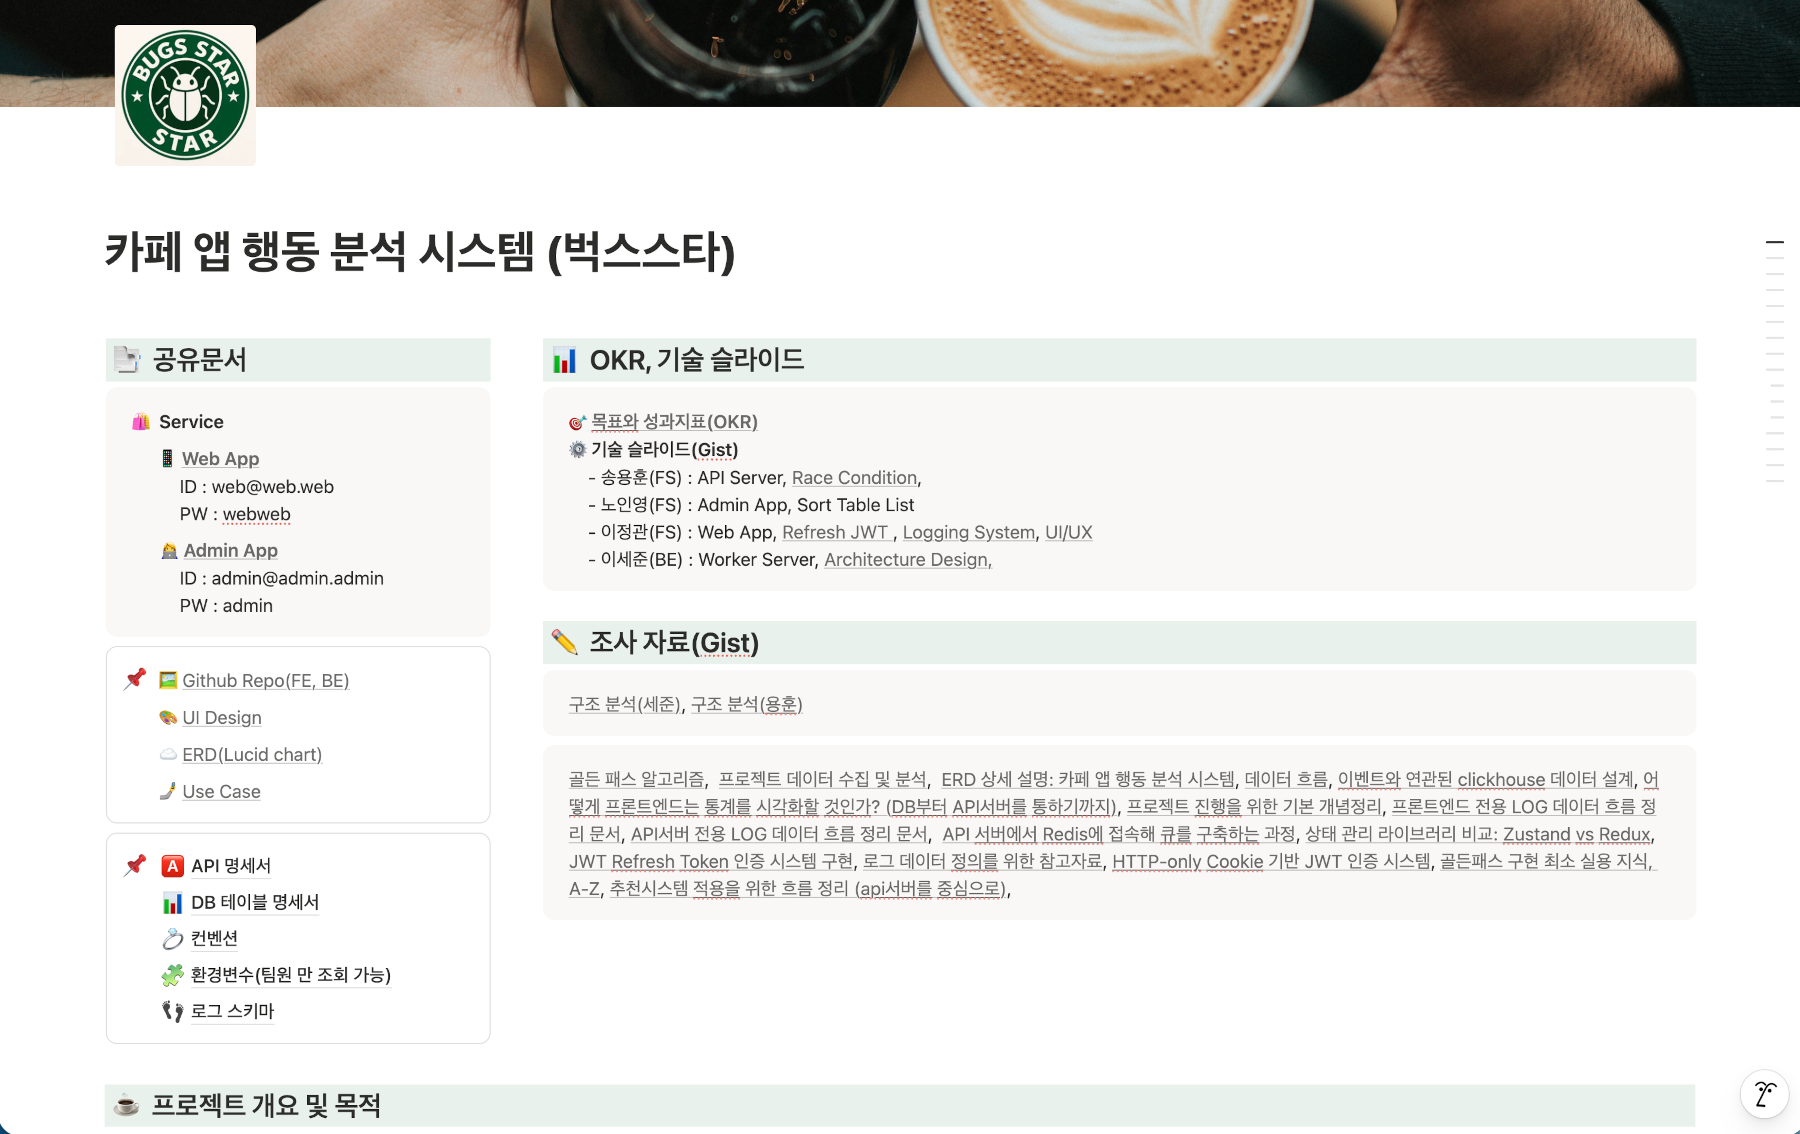 BUGS STAR
STAR
카페 앱 행동 분석 시스템 (벅스스타)
공유문서
Service
Web App
ID : web@web.web
PW : webweb
Admin App
ID : admin@admin.admin
PW : admin
Github Repo(FE, BE)
UI Design
ERD(Lucid chart)
Use Case
A API 명세서
DB 테이블 명세서
컨벤션
환경변수(팀원 만 조회 가능)
로그 스키마
OKR, 기술 슬라이드
목표와 성과지표(OKR)
기술 슬라이드(Gist)
- 송용훈(FS) : API Server, Race Condition,
- 노인영(FS) : Admin App, Sort Table List
- 이정관(FS) : Web App, Refresh JWT , Logging System, UI/UX
- 이세준(BE) : Worker Server, Architecture Design,
조사 자료(Gist)
구조 분석(세준), 구조 분석(용훈)
골든 패스 알고리즘, 프로젝트 데이터 수집 및 분석, ERD 상세 설명: 카페 앱 행동 분석 시스템, 데이터 흐름, 이벤트와 연관된 clickhouse 데이터 설계, 어
떻게 프론트엔드는 통계를 시각화할 것인가? (DB부터 API서버를 통하기까지), 프로젝트 진행을 위한 기본 개념정리, 프론트엔드 전용 LOG 데이터 흐름 정
리 문서, API서버 전용 LOG 데이터 흐름 정리 문서, API 서버에서 Redis에 접속해 큐를 구축하는 과정, 상태 관리 라이브러리 비교: Zustand vs Redux,
JWT Refresh Token 인증 시스템 구현, 로그 데이터 정의를 위한 참고자료, HTTP-only Cookie 기반 JWT 인증 시스템, 골든패스 구현 최소 실용 지식,
A-Z, 추천시스템 적용을 위한 흐름 정리 (api서버를 중심으로),
프로젝트 개요 및 목적